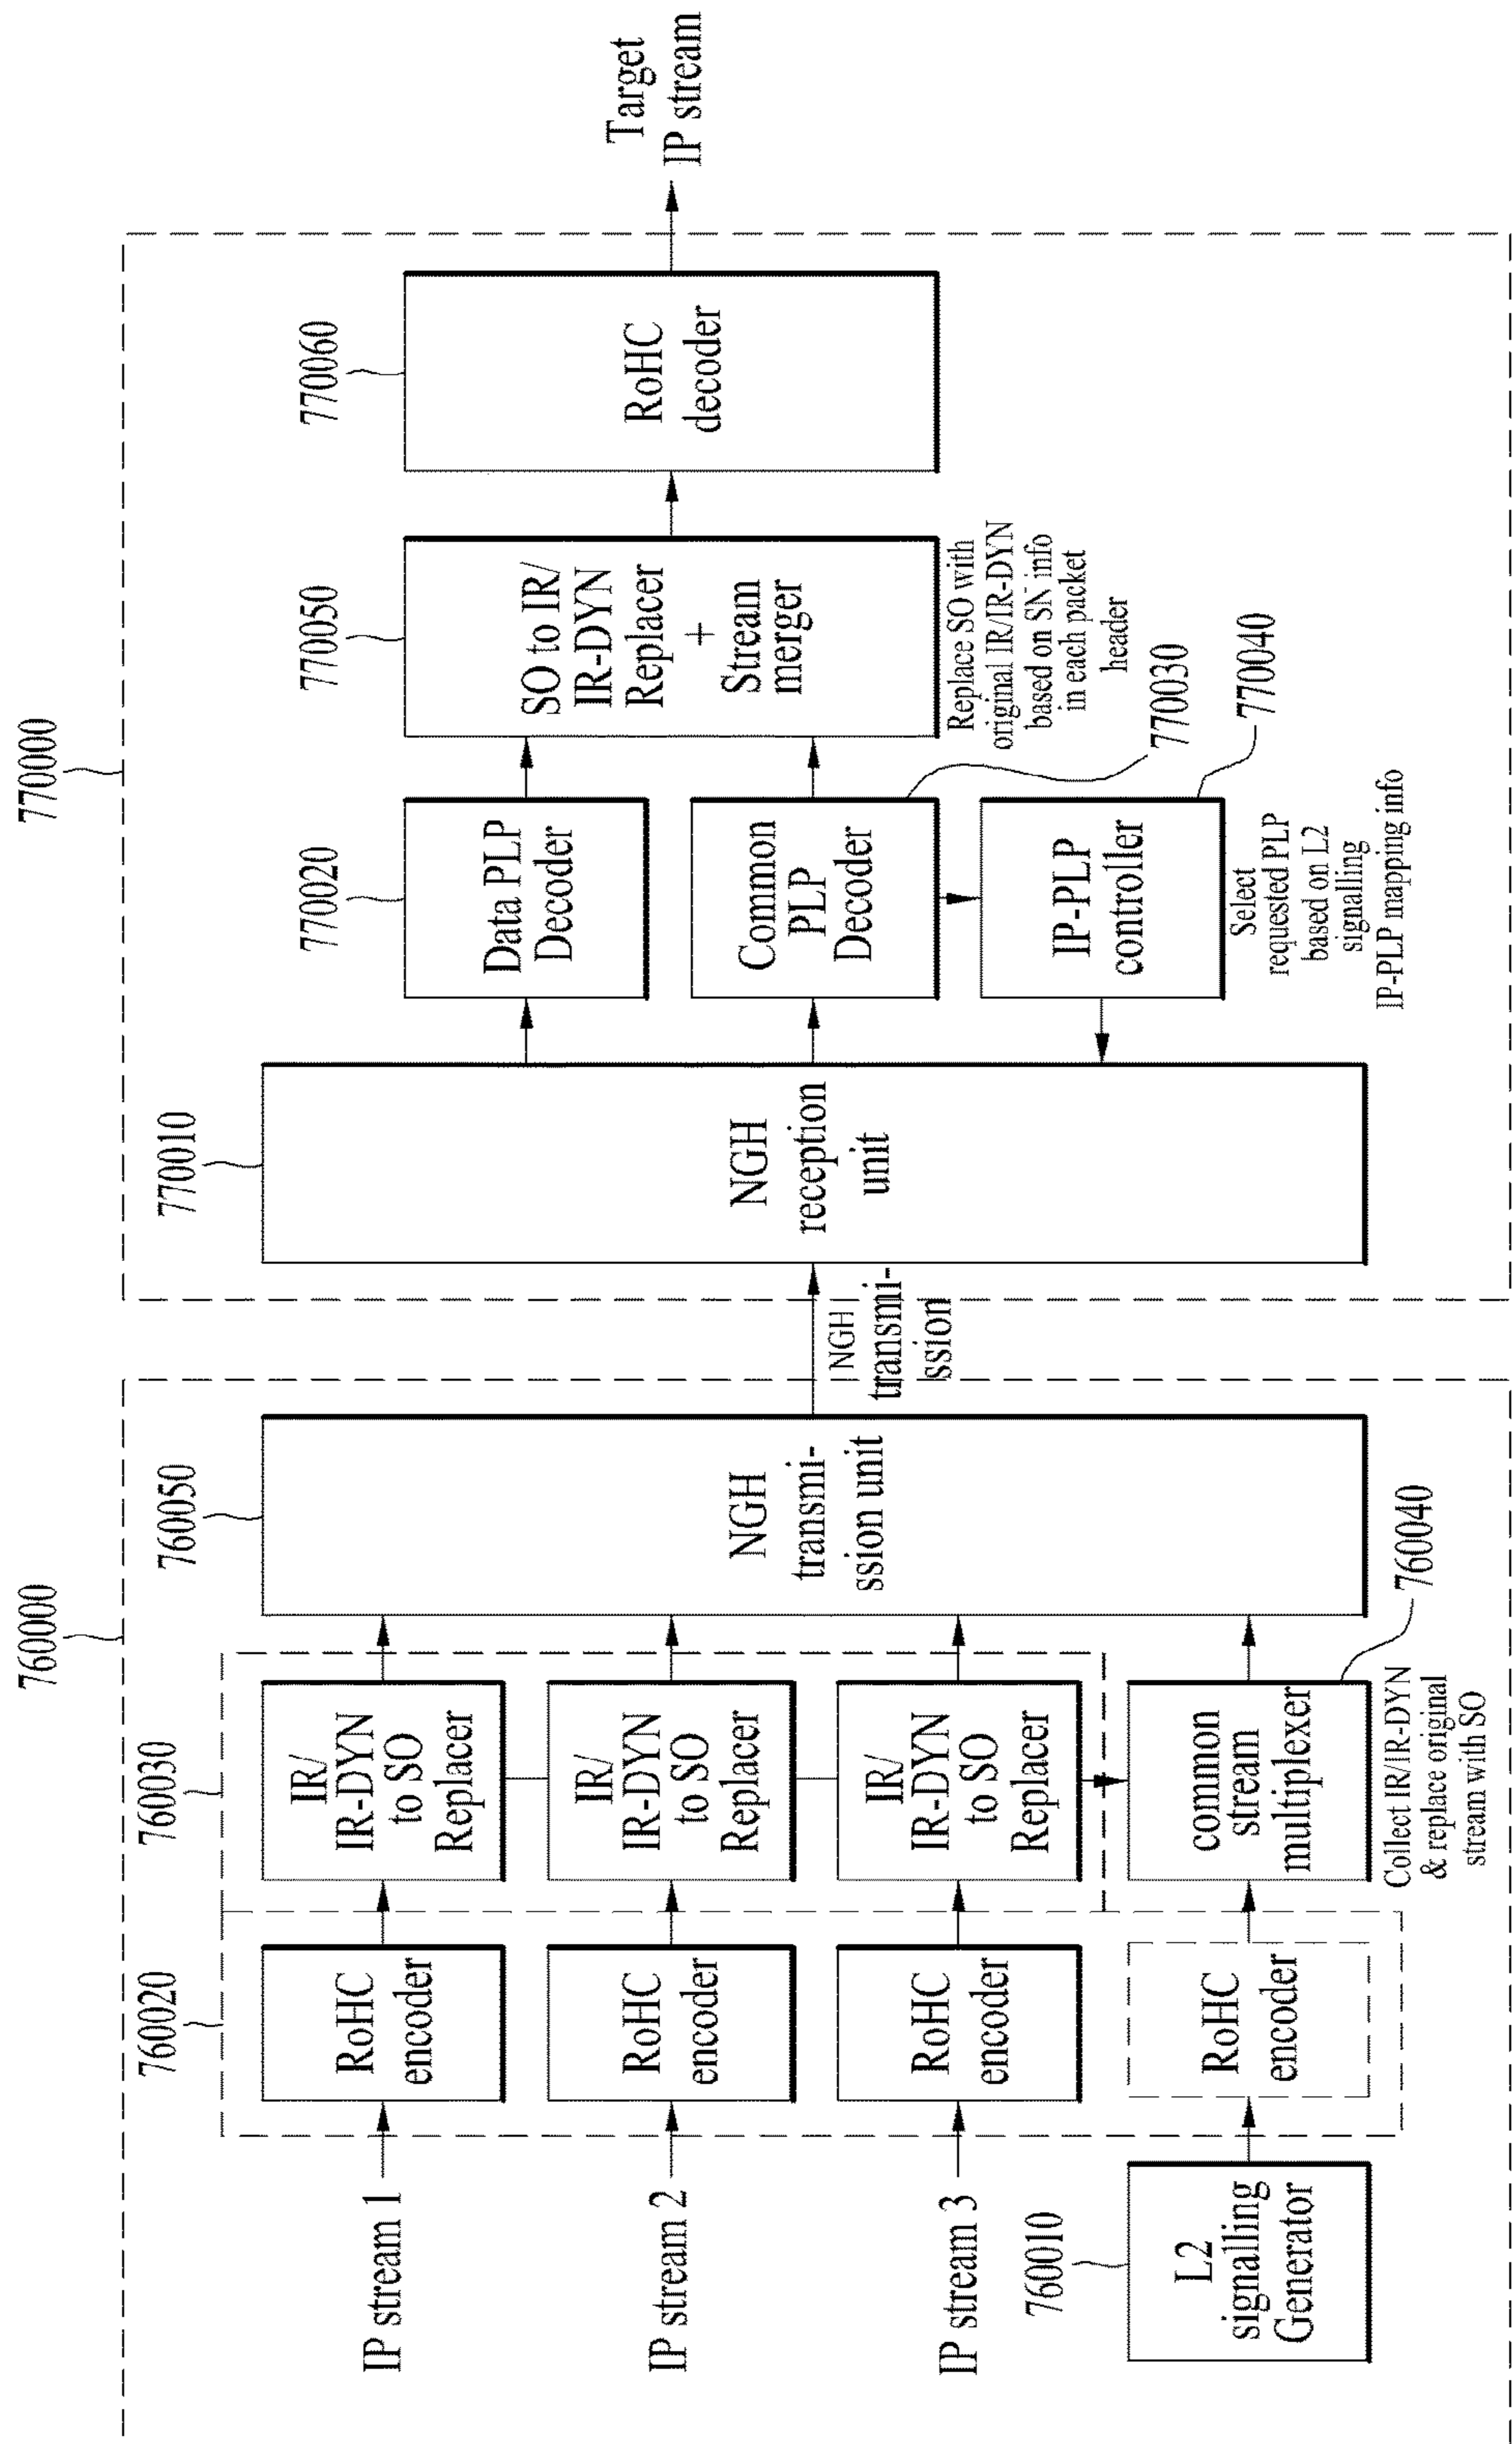 760000
770000
760020
760030
760050
770010
770020
770050
770060
IP stream 1
RoHC
encoder
IR/
IR-DYN
to SO
Replacer
IP stream 2
RoHC
encoder
IR/
IR-DYN
to SO
Replacer
IP stream 3
RoHC
encoder
IR/
IR-DYN
to SO
Replacer
760010
L2
signalling
Generator
RoHC
encoder
common
stream
multiplexer
760040
Collect IR/IR-DYN
& replace original
stream with SO
NGH
transmi-
ssion unit
NGH
transmi-
ssion
NGH
reception
unit
Data PLP
Decoder
Common
PLP
Decoder
770030
IP-PLP
controller
770040
Select
requested PLP
based on L2
signalling
IP-PLP mapping info
SO to IR/
IR-DYN
Replacer
+
Stream
merger
Replace SO with
original IR/IR-DYN
based on SN info
in each packet
header
RoHC
decoder
Target
IP stream